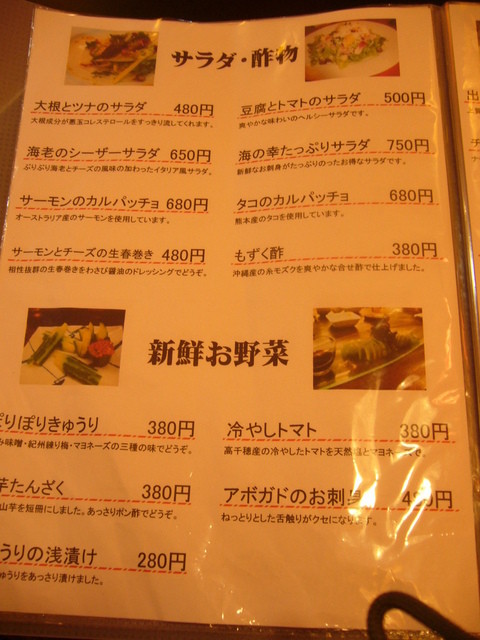 サラダ・酢物
大根とツナのサラダ 480円
大根成分が悪玉コレステロールをすっきり流してくれます。
海老のシーザーサラダ 650円
ぷりぷり海老とチーズの風味の加わったイタリア風サラダ。
サーモンのカルパッチョ 680円
オーストラリア産のサーモンを使用しています。
サーモンとチーズの生春巻き 480円
相性抜群の生春巻きをわさび醤油のドレッシングでどうぞ。
豆腐とトマトのサラダ 500円
爽やかな味わいのヘルシーサラダです。
海の幸たっぷりサラダ 750円
新鮮なお刺身がたっぷりのったお得なサラダです。
タコのカルパッチョ 680円
熊本産のタコを使用しています。
もずく酢 380円
沖縄産の糸モズクを爽やかな合せ酢で仕上げました。
新鮮お野菜
ぽりぽりきゅうり 380円
み味噌・紀州練り梅・マヨネーズの三種の味でどうぞ。
芋たんざく 380円
山芋を短冊にしました。あっさりポン酢でどうぞ。
うりの浅漬け 280円
ゅうりをあっさり漬けました。
冷やしトマト 380円
高千穂産の冷やしたトマトを天然塩とマヨネーズで。
アボガドのお刺身 480円
ねっとりとした舌触りがクセになります。
出